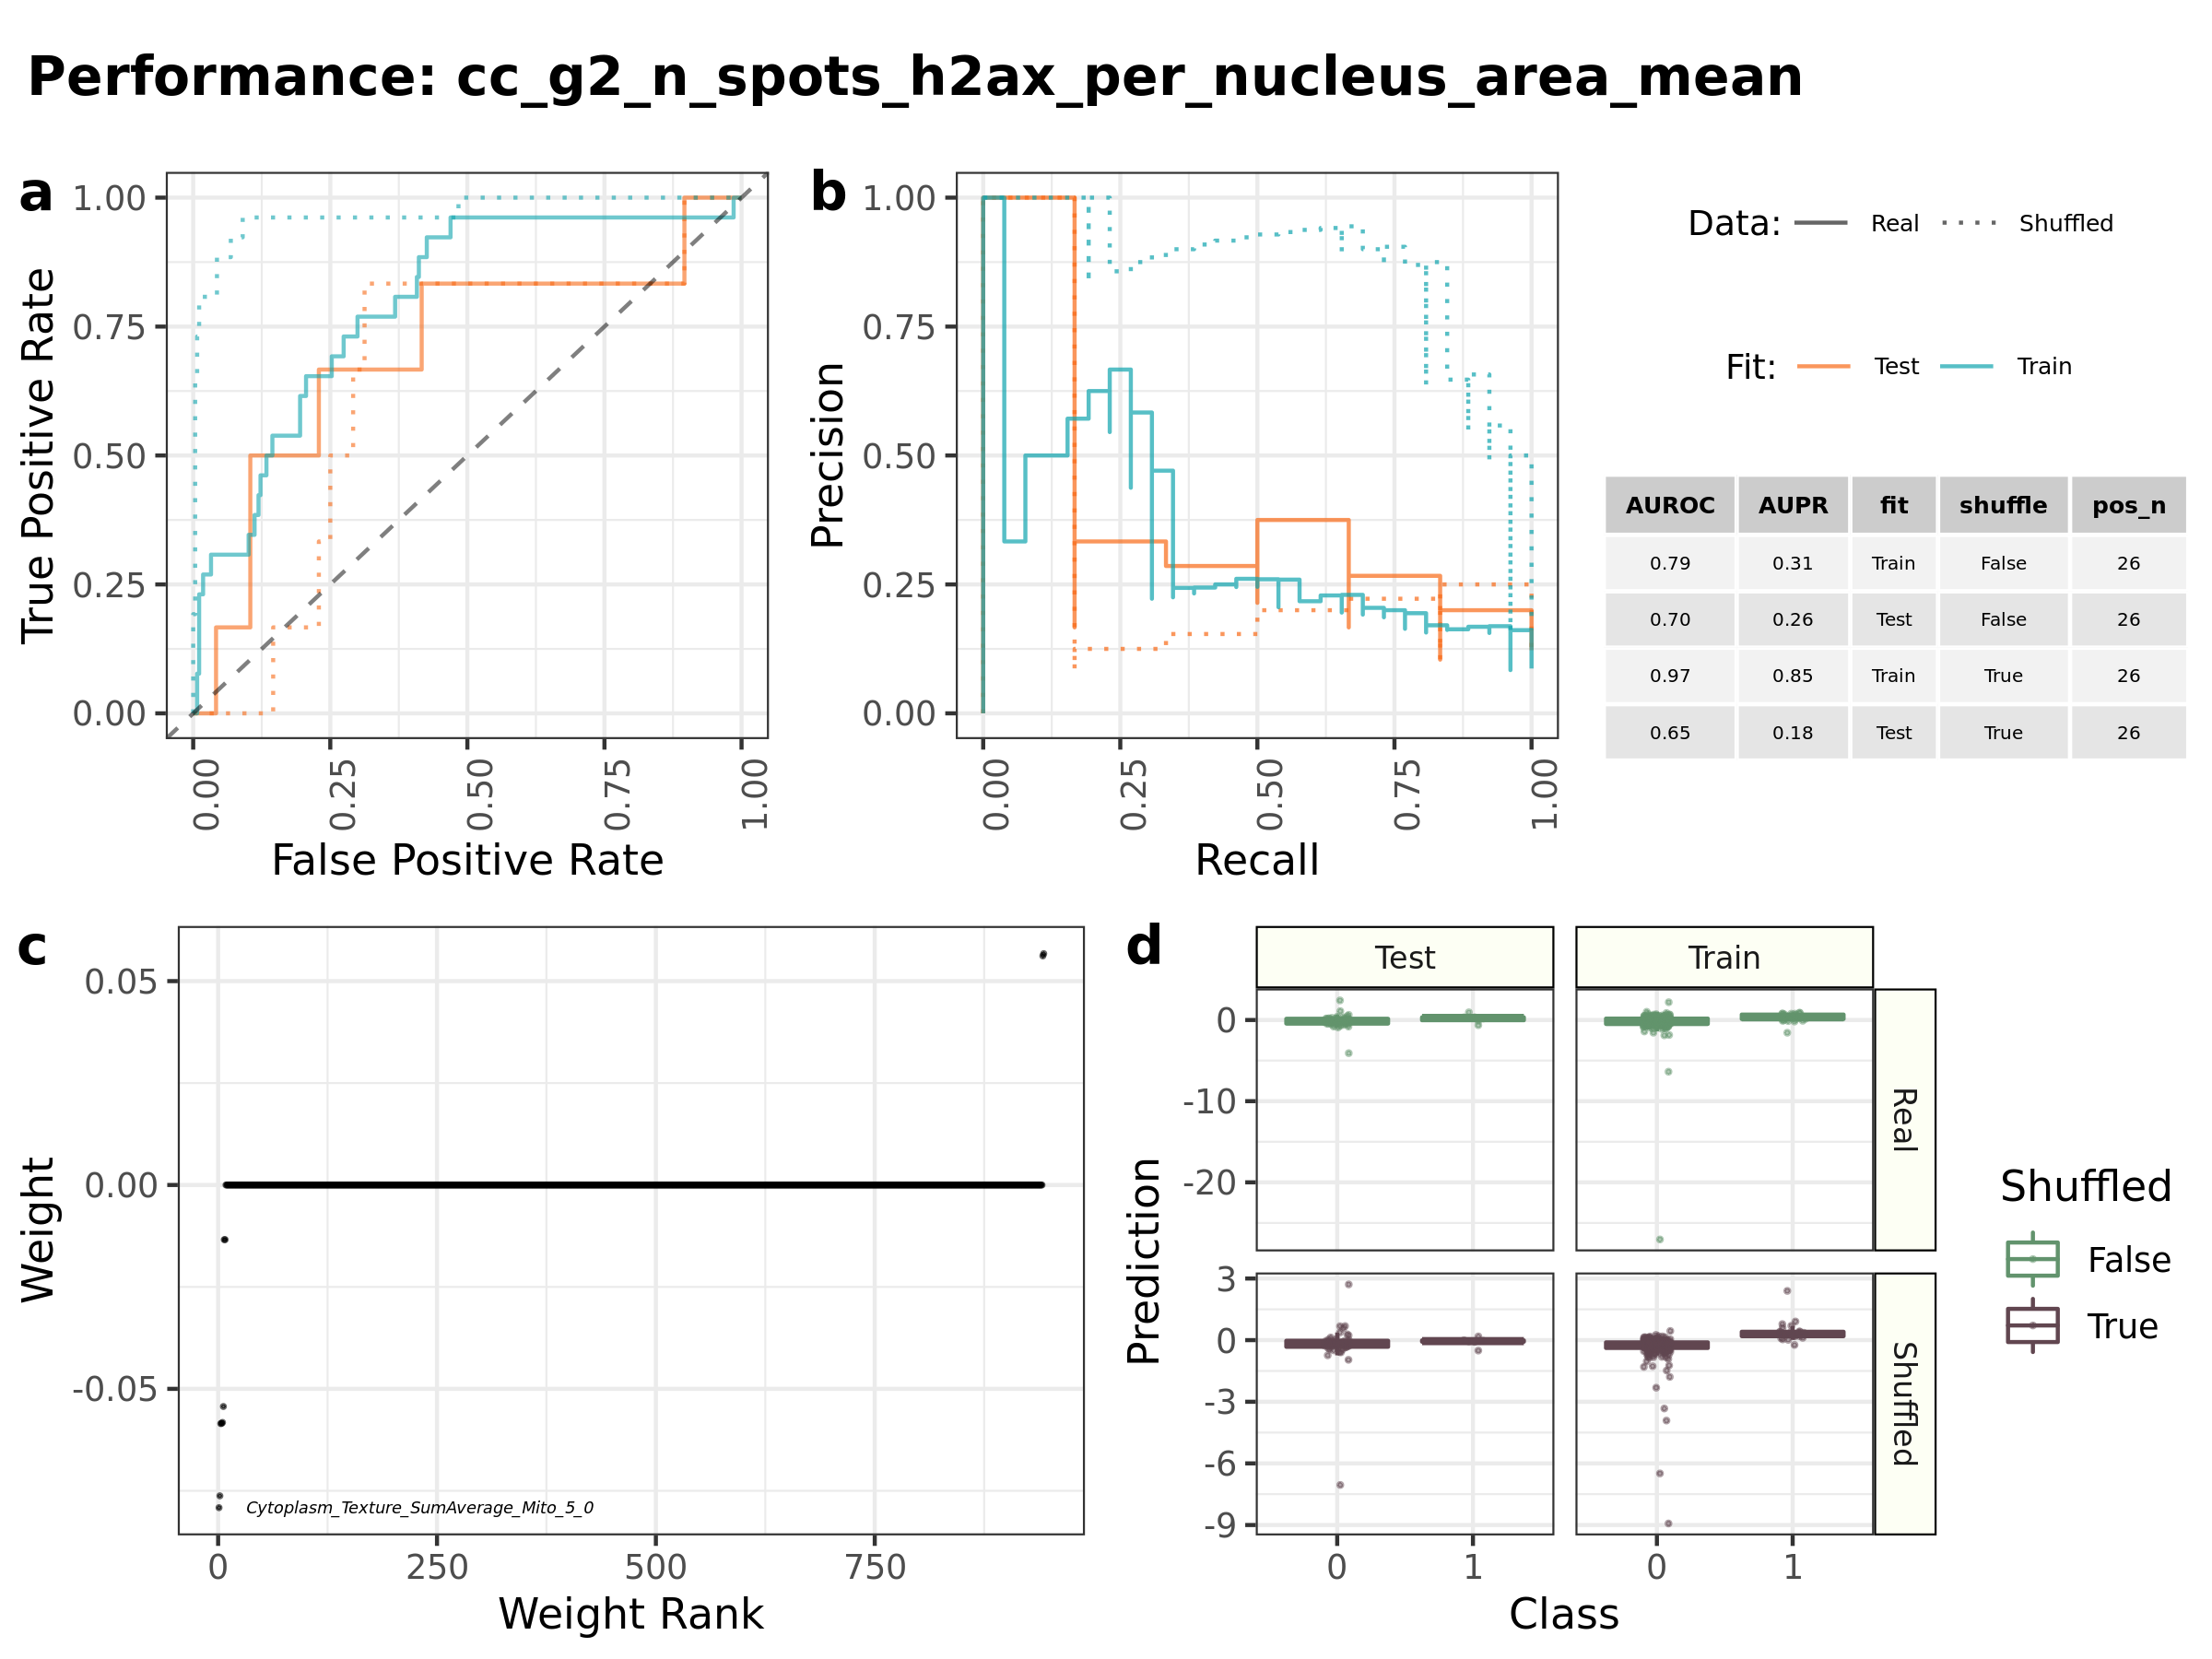 Performance: cc_g2_n_spots_h2ax_per_nucleus_area_mean
a
1.00
0.75
0.50
0.25
0.00
True Positive Rate
0.00
0.25
0.50
0.75
1.00
False Positive Rate
b
1.00
0.75
0.50
0.25
0.00
Precision
0.00
0.25
0.50
0.75
1.00
Recall
Data: Real Shuffled
Fit: Test Train
AUROC AUPR fit shuffle pos_n
0.79 0.31 Train False 26
0.70 0.26 Test False 26
0.97 0.85 Train True 26
0.65 0.18 Test True 26
c
0.05
0.00
-0.05
Weight
Cytoplasm_Texture_SumAverage_Mito_5_0
0 250 500 750
Weight Rank
d
Test Train
0
-10
-20
Real
3
0
-3
-6
-9
Shuffled
Prediction
0 1 0 1
Class
Shuffled
False
True